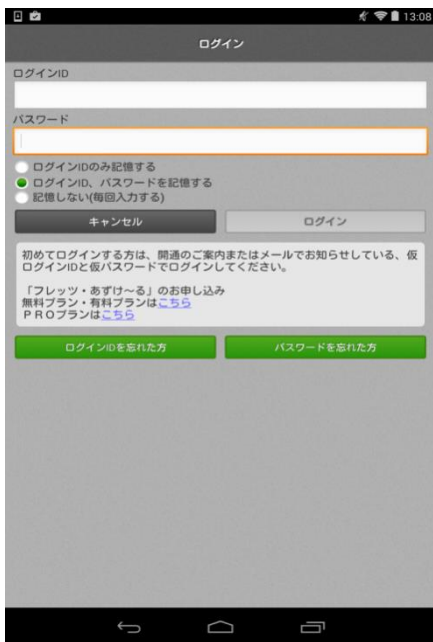 13:08
ログイン
ログインID
パスワード
ログインIDのみ記憶する
ログインID、パスワードを記憶する
記憶しない(毎回入力する)
キャンセル
ログイン
初めてログインする方は、開通のご案内またはメールでお知らせしている、仮
ログインIDと仮パスワードでログインしてください。
「フレッツ・あずけ～る」のお申し込み
無料プラン・有料プランはこちら
ＰＲＯプランはこちら
ログインIDを忘れた方
パスワードを忘れた方